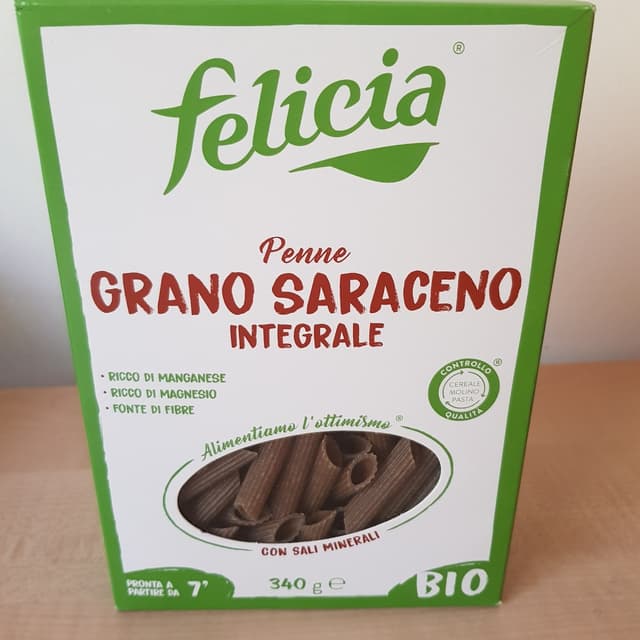 felicia®
Penne
GRANO SARACENO
INTEGRALE
• RICCO DI MANGANESE
• RICCO DI MAGNESIO
• FONTE DI FIBRE
CONTROLLO ®
CEREALE
MOLINO
PASTA
QUALITÀ
Alimentiamo l'ottimismo®
CON SALI MINERALI
PRONTA A
PARTIRE DA 7'
340 g ℮
BIO